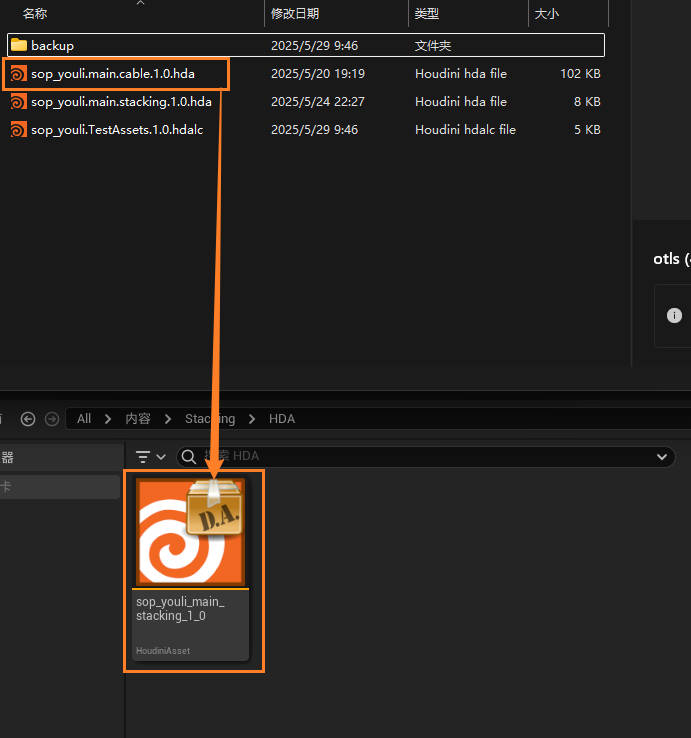 名称 修改日期 类型 大小
backup 2025/5/29 9:46 文件夹
sop_youli.main.cable.1.0.hda 2025/5/20 19:19 Houdini hda file 102 KB
sop_youli.main.stacking.1.0.hda 2025/5/24 22:27 Houdini hda file 8 KB
sop_youli.TestAssets.1.0.hdalc 2025/5/29 9:46 Houdini hdalc file 5 KB
otls (
All 内容 Stacking HDA
器
搜索 HDA
卡
D.A.
sop_youli_main_
stacking_1_0
HoudiniAsset